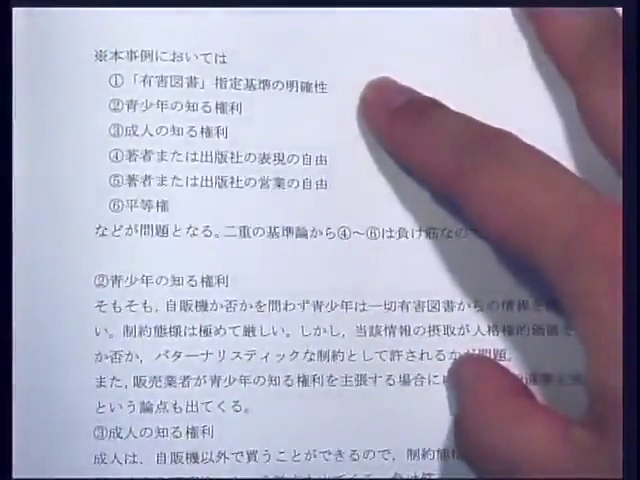 ※本事例においては
①「有害図書」指定基準の明確性
②青少年の知る権利
③成人の知る権利
④著者または出版社の表現の自由
⑤著者または出版社の営業の自由
⑥平等権
などが問題となる。二重の基準論から④～⑥は負け筋なの
②青少年の知る権利
そもそも，自販機か否かを問わず青少年は一切有害図書からの情報を
い。制約態様は極めて厳しい。しかし，当該情報の摂取が人格権的価値
か否か，パターナリスティックな制約として許されるかが問題。
また，販売業者が青少年の知る権利を主張する場合に
という論点も出てくる。
③成人の知る権利
成人は，自販機以外で買うことができるので，制約態